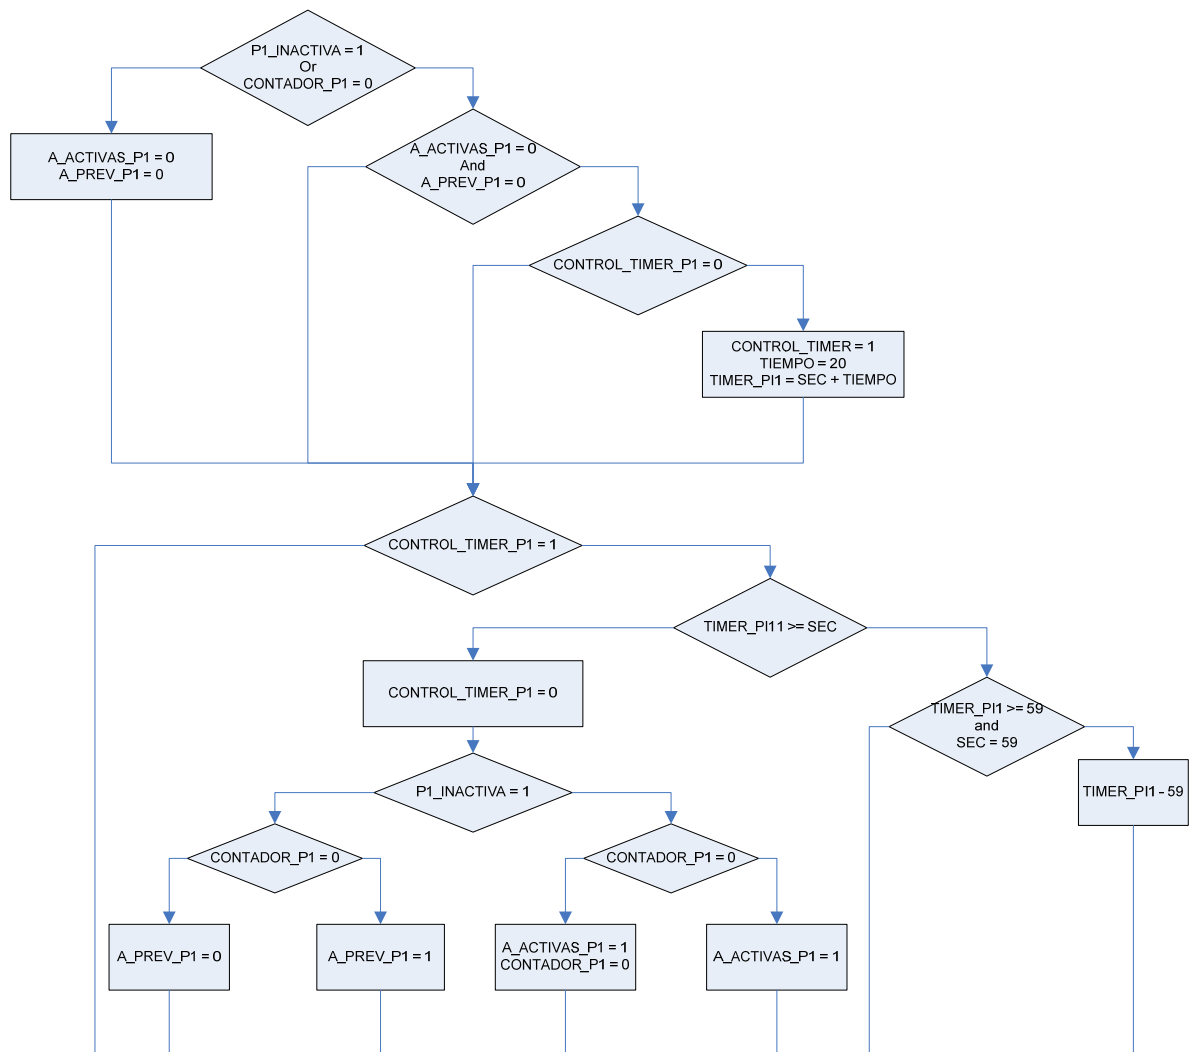 P1_INACTIVA = 1
Or
CONTADOR_P1 = 0
A_ACTIVAS_P1 = 0
A_PREV_P1 = 0
A_ACTIVAS_P1 = 0
And
A_PREV_P1 = 0
CONTROL_TIMER_P1 = 0
CONTROL_TIMER = 1
TIEMPO = 20
TIMER_PI1 = SEC + TIEMPO
CONTROL_TIMER_P1 = 1
TIMER_PI11 >= SEC
CONTROL_TIMER_P1 = 0
TIMER_PI1 >= 59
and
SEC = 59
TIMER_PI1 - 59
P1_INACTIVA = 1
CONTADOR_P1 = 0
CONTADOR_P1 = 0
A_PREV_P1 = 0
A_PREV_P1 = 1
A_ACTIVAS_P1 = 1
CONTADOR_P1 = 0
A_ACTIVAS_P1 = 1